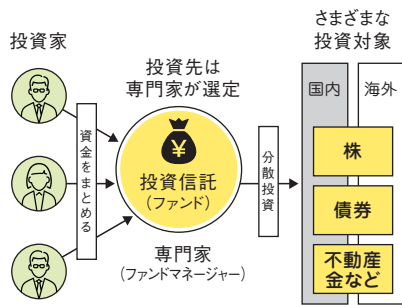 投資家
資金をまとめる
投資先は
専門家が選定
¥
投資信託
(ファンド)
専門家
(ファンドマネージャー)
分散投資
さまざまな
投資対象
国内
海外
株
債券
不動産
金など